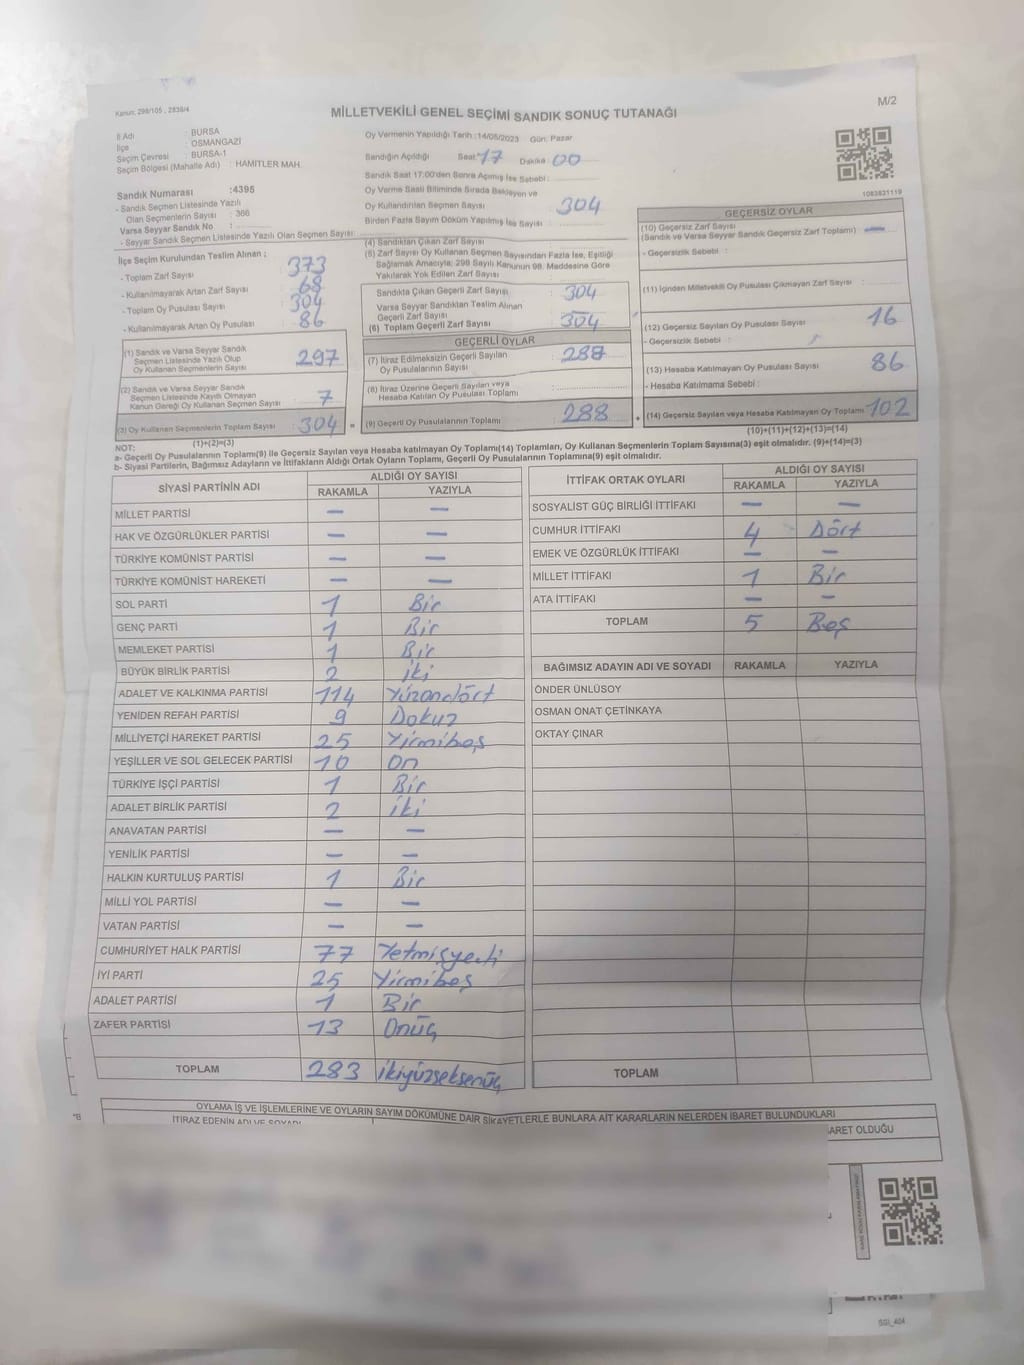 Kanun: 298/105 , 2839/4
MİLLETVEKİLİ GENEL SEÇİMİ SANDIK SONUÇ TUTANAĞI
M/2
İl Adı : BURSA
İlçe : OSMANGAZİ
Seçim Çevresi : BURSA-1
Seçim Bölgesi (Mahalle Adı) : HAMİTLER MAH.
Sandık Numarası :4395
- Sandık Seçmen Listesinde Yazılı
Olan Seçmenlerin Sayısı : 366
Varsa Seyyar Sandık No :
- Seyyar Sandık Seçmen Listesinde Yazılı Olan Seçmen Sayısı:
Oy Vermenin Yapıldığı Tarih :14/05/2023 Gün, Pazar
Sandığın Açıldığı Saat: 17 Dakika 00
Sandık Saat 17:00'den Sonra Açılmış İse Sebebi:
Oy Verme Saati Bitiminde Sırada Bekleyen ve
Oy Kullandırılan Seçmen Sayısı 304
Birden Fazla Sayım Döküm Yapılmış İse Sayısı :
1083831119
İlçe Seçim Kurulundan Teslim Alınan ;
- Toplam Zarf Sayısı 373
- Kullanılmayarak Artan Zarf Sayısı 68
- Toplam Oy Pusulası Sayısı 304
- Kullanılmayarak Artan Oy Pusulası 86
(1) Sandık ve Varsa Seyyar Sandık
Seçmen Listesinde Yazılı Olup
Oy Kullanan Seçmenlerin Sayısı 297
(2) Sandık ve Varsa Seyyar Sandık
Seçmen Listesinde Kayıtlı Olmayan
Kanun Gereği Oy Kullanan Seçmen Sayısı 7
(3) Oy Kullanan Seçmenlerin Toplam Sayısı 304 =
(1)+(2)=(3)
(4) Sandıktan Çıkan Zarf Sayısı
(5) Zarf Sayısı Oy Kullanan Seçmen Sayısından Fazla İse, Eşitliği
Sağlamak Amacıyla; 298 Sayılı Kanunun 98. Maddesine Göre
Yakılarak Yok Edilen Zarf Sayısı
Sandıkta Çıkan Geçerli Zarf Sayısı 304
Varsa Seyyar Sandıktan Teslim Alınan
Geçerli Zarf Sayısı
(6) Toplam Geçerli Zarf Sayısı 304
GEÇERLİ OYLAR
(7) İtiraz Edilmeksizin Geçerli Sayılan
Oy Pusulalarının Sayısı 288
(8) İtiraz Üzerine Geçerli Sayılan veya
Hesaba Katılan Oy Pusulası Toplamı
(9) Geçerli Oy Pusulalarının Toplamı 288 +
GEÇERSİZ OYLAR
(10) Geçersiz Zarf Sayısı
(Sandık ve Varsa Seyyar Sandık Geçersiz Zarf Toplamı) —
- Geçersizlik Sebebi :
(11) İçinden Milletvekili Oy Pusulası Çıkmayan Zarf Sayısı
(12) Geçersiz Sayılan Oy Pusulası Sayısı 16
- Geçersizlik Sebebi :
(13) Hesaba Katılmayan Oy Pusulası Sayısı 86
- Hesaba Katılmama Sebebi :
(14) Geçersiz Sayılan veya Hesaba Katılmayan Oy Toplamı 102
(10)+(11)+(12)+(13)=(14)
NOT:
a- Geçerli Oy Pusulalarının Toplamı(9) ile Geçersiz Sayılan veya Hesaba katılmayan Oy Toplamı(14) Toplamları, Oy Kullanan Seçmenlerin Toplam Sayısına(3) eşit olmalıdır. (9)+(14)=(3)
b- Siyasi Partilerin, Bağımsız Adayların ve İttifakların Aldığı Ortak Oyların Toplamı, Geçerli Oy Pusulalarının Toplamına(9) eşit olmalıdır.
SİYASİ PARTİNİN ADI ALDIĞI OY SAYISI
RAKAMLA YAZIYLA
MİLLET PARTİSİ — —
HAK VE ÖZGÜRLÜKLER PARTİSİ — —
TÜRKİYE KOMÜNİST PARTİSİ — —
TÜRKİYE KOMÜNİST HAREKETİ — —
SOL PARTİ 1 Bir
GENÇ PARTİ 1 Bir
MEMLEKET PARTİSİ 1 Bir
BÜYÜK BİRLİK PARTİSİ 2 iki
ADALET VE KALKINMA PARTİSİ 114 Yüzondört
YENİDEN REFAH PARTİSİ 9 Dokuz
MİLLİYETÇİ HAREKET PARTİSİ 25 Yirmibeş
YEŞİLLER VE SOL GELECEK PARTİSİ 10 On
TÜRKİYE İŞÇİ PARTİSİ 1 Bir
ADALET BİRLİK PARTİSİ 2 iki
ANAVATAN PARTİSİ — —
YENİLİK PARTİSİ — —
HALKIN KURTULUŞ PARTİSİ 1 Bir
MİLLİ YOL PARTİSİ — —
VATAN PARTİSİ — —
CUMHURİYET HALK PARTİSİ 77 Yetmişyedi
İYİ PARTİ 25 Yirmibeş
ADALET PARTİSİ 1 Bir
ZAFER PARTİSİ 13 Onüç
TOPLAM 283 ikiyüzseksenüç
İTTİFAK ORTAK OYLARI ALDIĞI OY SAYISI
RAKAMLA YAZIYLA
SOSYALİST GÜÇ BİRLİĞİ İTTİFAKI — —
CUMHUR İTTİFAKI 4 Dört
EMEK VE ÖZGÜRLÜK İTTİFAKI — —
MİLLET İTTİFAKI 1 Bir
ATA İTTİFAKI — —
TOPLAM 5 Beş
BAĞIMSIZ ADAYIN ADI VE SOYADI RAKAMLA YAZIYLA
ÖNDER ÜNLÜSOY
OSMAN ONAT ÇETİNKAYA
OKTAY ÇINAR
TOPLAM
OYLAMA İŞ VE İŞLEMLERİNE VE OYLARIN SAYIM DÖKÜMÜNE DAİR ŞİKAYETLERLE BUNLARA AİT KARARLARIN NELERDEN İBARET BULUNDUKLARI
İTİRAZ EDENİN ADI VE SOYADI
ARET OLDUĞU
SGI_404